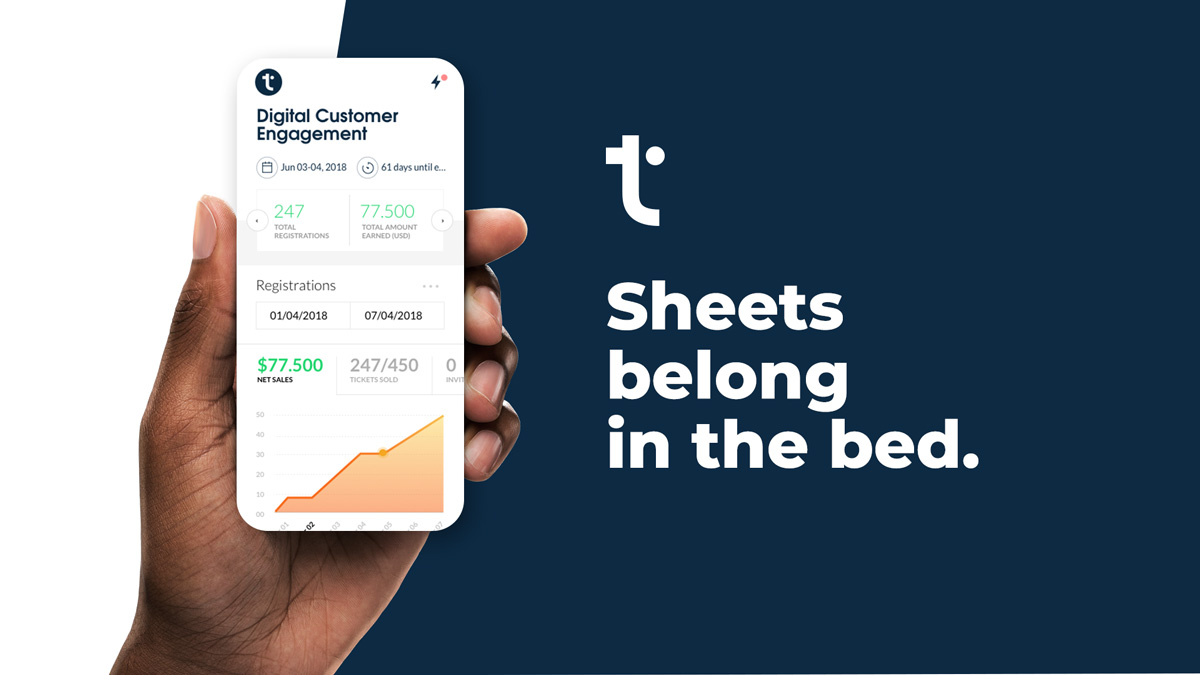 t
Digital Customer
Engagement
Jun 03-04, 2018
61 days until e...
247
77.500
TOTAL
REGISTRATIONS
TOTAL AMOUNT
EARNED (USD)
Registrations
01/04/2018
07/04/2018
$77.500
247/450
0
NET SALES
TICKETS SOLD
INVIT
50
40
30
20
10
00
01
02
03
04
05
06
07
t
Sheets
belong
in the bed.